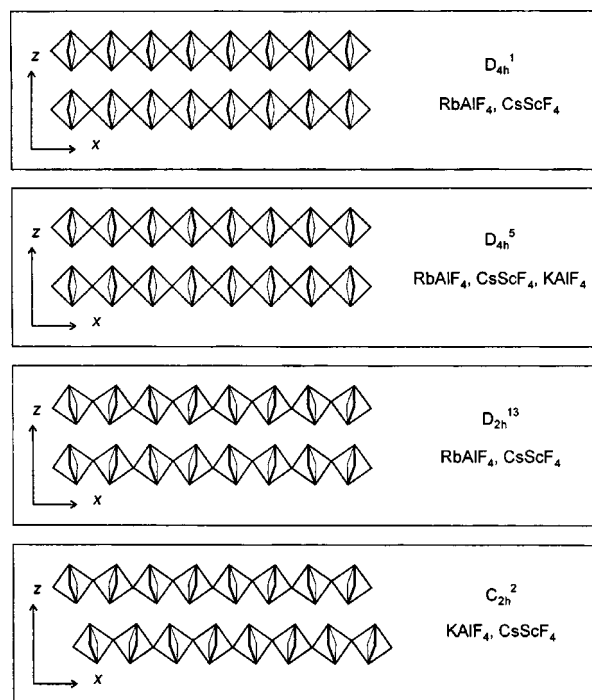 z
x
D₄ₕ¹
RbAlF₄, CsScF₄
z
x
D₄ₕ⁵
RbAlF₄, CsScF₄, KAlF₄
z
x
D₂ₕ¹³
RbAlF₄, CsScF₄
z
x
C₂ₕ²
KAlF₄, CsScF₄